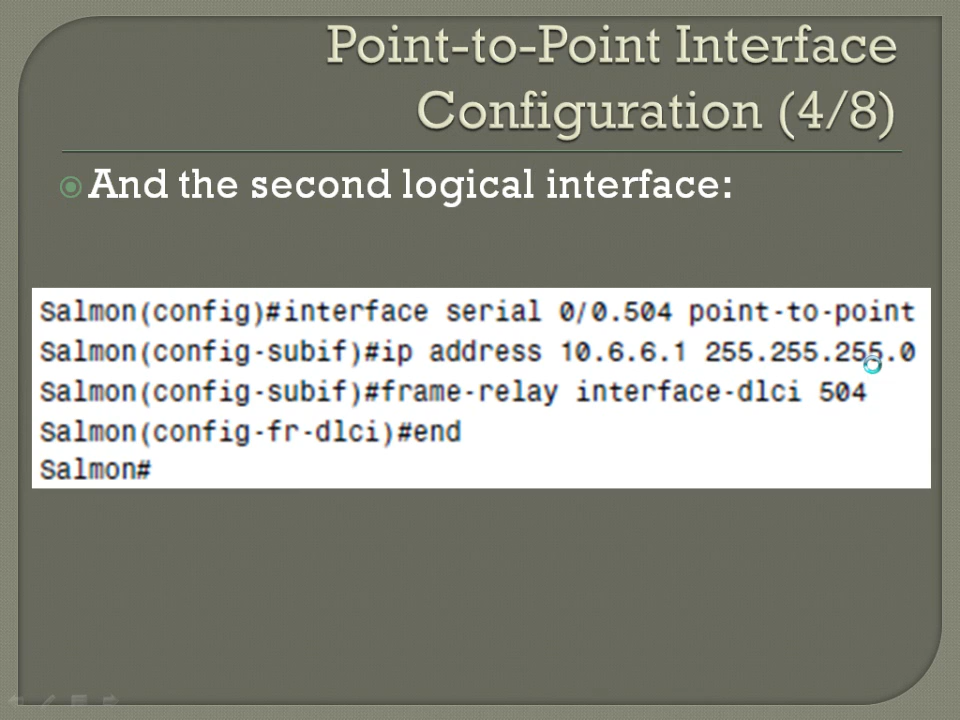 Point-to-Point Interface
Configuration (4/8)
And the second logical interface:
Salmon(config)#interface serial 0/0.504 point-to-point
Salmon(config-subif)#ip address 10.6.6.1 255.255.255.0
Salmon(config-subif)#frame-relay interface-dlci 504
Salmon(config-fr-dlci)#end
Salmon#